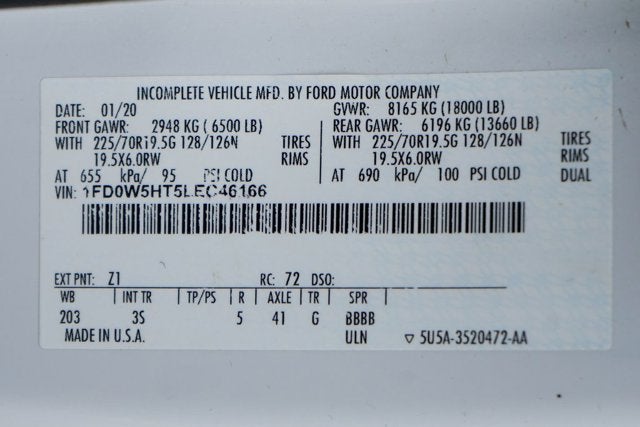 INCOMPLETE VEHICLE MFD. BY FORD MOTOR COMPANY
DATE: 01/20 GVWR: 8165 KG (18000 LB)
FRONT GAWR: 2948 KG ( 6500 LB) REAR GAWR: 6196 KG (13660 LB)
WITH 225/70R19.5G 128/126N TIRES WITH 225/70R19.5G 128/126N TIRES
19.5X6.0RW RIMS 19.5X6.0RW RIMS
AT 655 kPa/ 95 PSI COLD AT 690 kPa/ 100 PSI COLD DUAL
VIN: 1FD0W5HT5LEC46166
EXT PNT: Z1 RC: 72 DSO:
WB | INT TR | TP/PS | R | AXLE | TR | SPR |
203 3S 5 41 G BBBB
MADE IN U.S.A. ULN ▽ 5U5A-3520472-AA